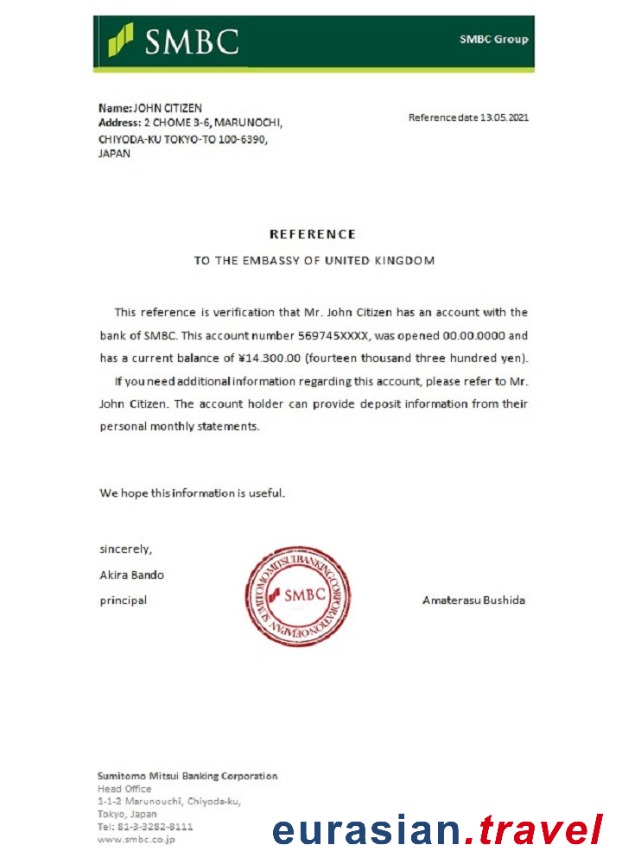 SMBC
SMBC Group
Name: JOHN CITIZEN
Address: 2 CHOME 3-6, MARUNOCHI,
CHIYODA-KU TOKYO-TO 100-6390,
JAPAN
Reference date 13.05.2021
REFERENCE
TO THE EMBASSY OF UNITED KINGDOM
This reference is verification that Mr. John Citizen has an account with the
bank of SMBC. This account number 569745XXXX, was opened 00.00.0000 and
has a current balance of ¥14.300.00 (fourteen thousand three hundred yen).
If you need additional information regarding this account, please refer to Mr.
John Citizen. The account holder can provide deposit information from their
personal monthly statements.
We hope this information is useful.
sincerely,
Akira Bando
principal
SUMITOMO MITSUI BANKING CORPORATION OF JAPAN
SMBC
Amaterasu Bushida
Sumitomo Mitsui Banking Corporation
Head Office
1-1-2 Marunouchi, Chiyoda-ku,
Tokyo, Japan
Tel: 81-3-3282-8111
www.smbc.co.jp
eurasian.travel